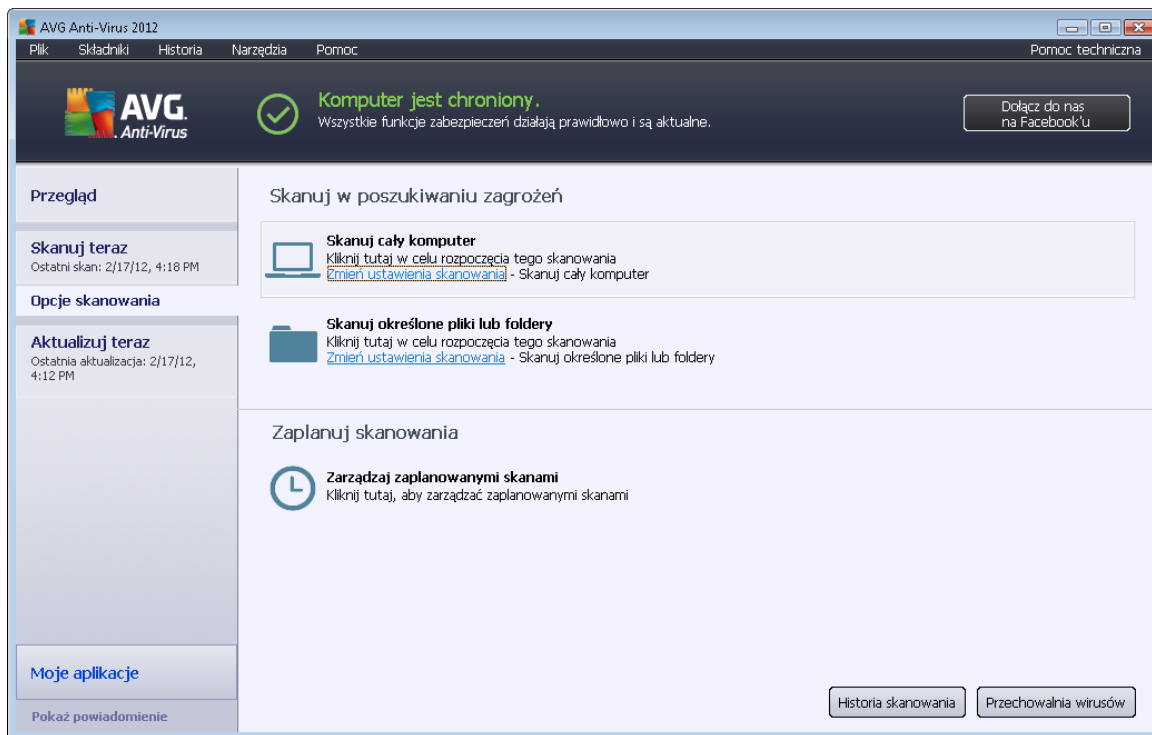 AVG Anti-Virus 2012
Plik Składniki Historia Narzędzia Pomoc Pomoc techniczna
AVG.
Anti-Virus
Komputer jest chroniony.
Wszystkie funkcje zabezpieczeń działają prawidłowo i są aktualne.
Dołącz do nas
na Facebook'u
Przegląd
Skanuj teraz
Ostatni skan: 2/17/12, 4:18 PM
Opcje skanowania
Aktualizuj teraz
Ostatnia aktualizacja: 2/17/12,
4:12 PM
Moje aplikacje
Pokaż powiadomienie
Skanuj w poszukiwaniu zagrożeń
Skanuj cały komputer
Kliknij tutaj w celu rozpoczęcia tego skanowania
Zmień ustawienia skanowania - Skanuj cały komputer
Skanuj określone pliki lub foldery
Kliknij tutaj w celu rozpoczęcia tego skanowania
Zmień ustawienia skanowania - Skanuj określone pliki lub foldery
Zaplanuj skanowania
Zarządzaj zaplanowanymi skanami
Kliknij tutaj, aby zarządzać zaplanowanymi skanami
Historia skanowania
Przechowalnia wirusów